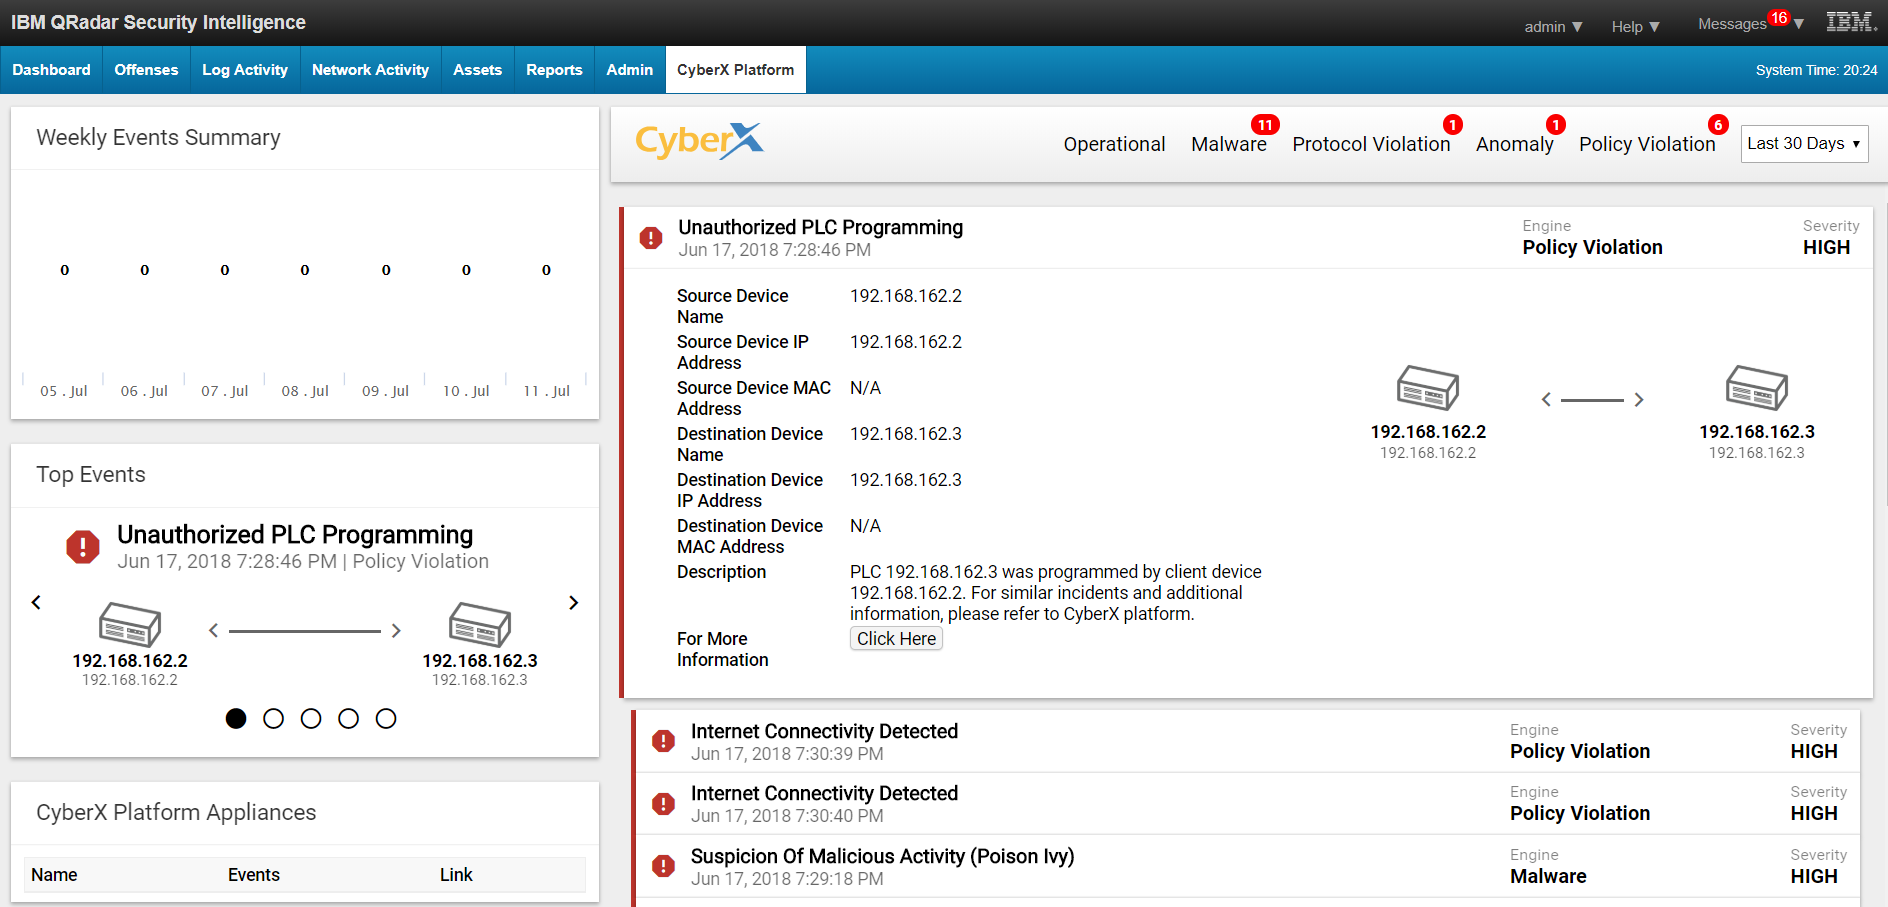 IBM QRadar Security Intelligence
admin ▼ Help ▼ Messages 16 ▼ IBM.
Dashboard Offenses Log Activity Network Activity Assets Reports Admin CyberX Platform System Time: 20:24
Weekly Events Summary
0 0 0 0 0 0 0
05 . Jul 06 . Jul 07 . Jul 08 . Jul 09 . Jul 10 . Jul 11 . Jul
Top Events
Unauthorized PLC Programming
Jun 17, 2018 7:28:46 PM | Policy Violation
192.168.162.2 192.168.162.3
192.168.162.2 192.168.162.3
CyberX Platform Appliances
Name Events Link
CyberX
Operational Malware 11 Protocol Violation 1 Anomaly 1 Policy Violation 6 Last 30 Days ▾
Unauthorized PLC Programming
Jun 17, 2018 7:28:46 PM
Engine
Policy Violation
Severity
HIGH
Source Device
Name
192.168.162.2
Source Device IP
Address
192.168.162.2
Source Device MAC
Address
N/A
Destination Device
Name
192.168.162.3
Destination Device
IP Address
192.168.162.3
Destination Device
MAC Address
N/A
Description
PLC 192.168.162.3 was programmed by client device
192.168.162.2. For similar incidents and additional
information, please refer to CyberX platform.
For More
Information
Click Here
192.168.162.2 192.168.162.3
192.168.162.2 192.168.162.3
Internet Connectivity Detected
Jun 17, 2018 7:30:39 PM
Engine
Policy Violation
Severity
HIGH
Internet Connectivity Detected
Jun 17, 2018 7:30:40 PM
Engine
Policy Violation
Severity
HIGH
Suspicion Of Malicious Activity (Poison Ivy)
Jun 17, 2018 7:29:18 PM
Engine
Malware
Severity
HIGH